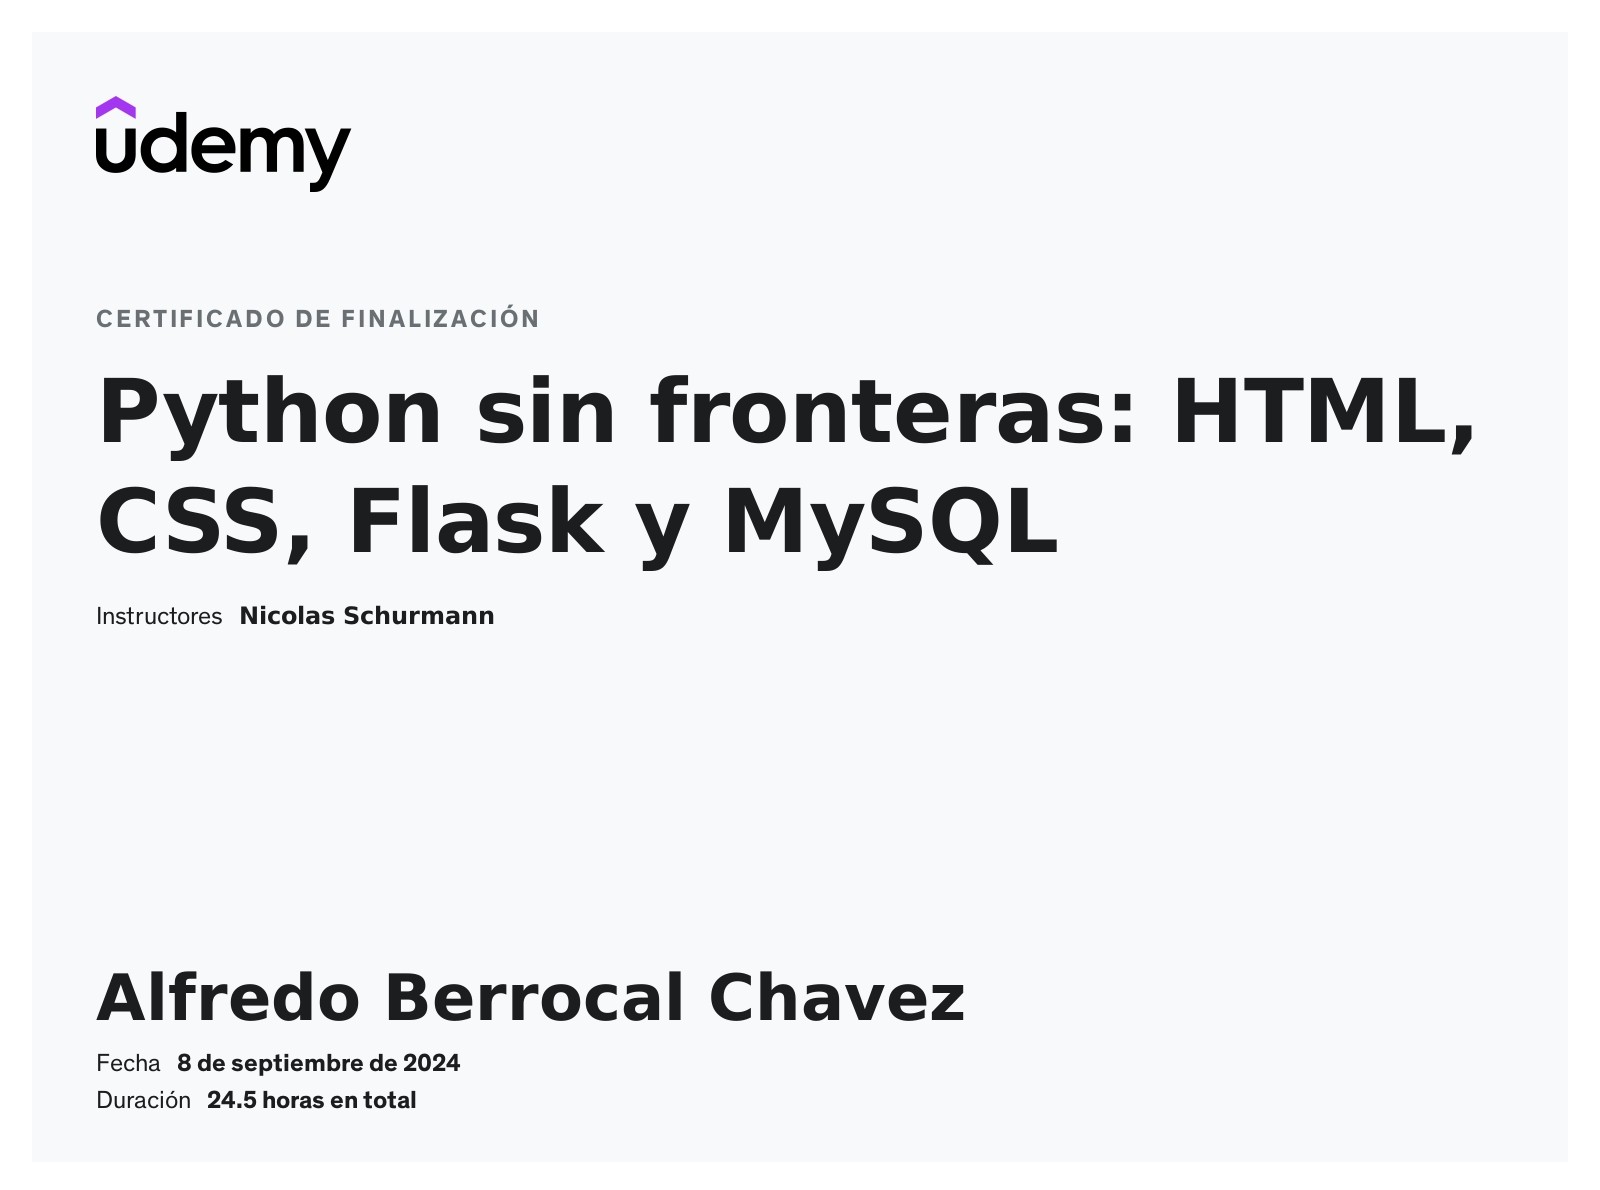 udemy
CERTIFICADO DE FINALIZACIÓN
Python sin fronteras: HTML,
CSS, Flask y MySQL
Instructores Nicolas Schurmann
Alfredo Berrocal Chavez
Fecha 8 de septiembre de 2024
Duración 24.5 horas en total